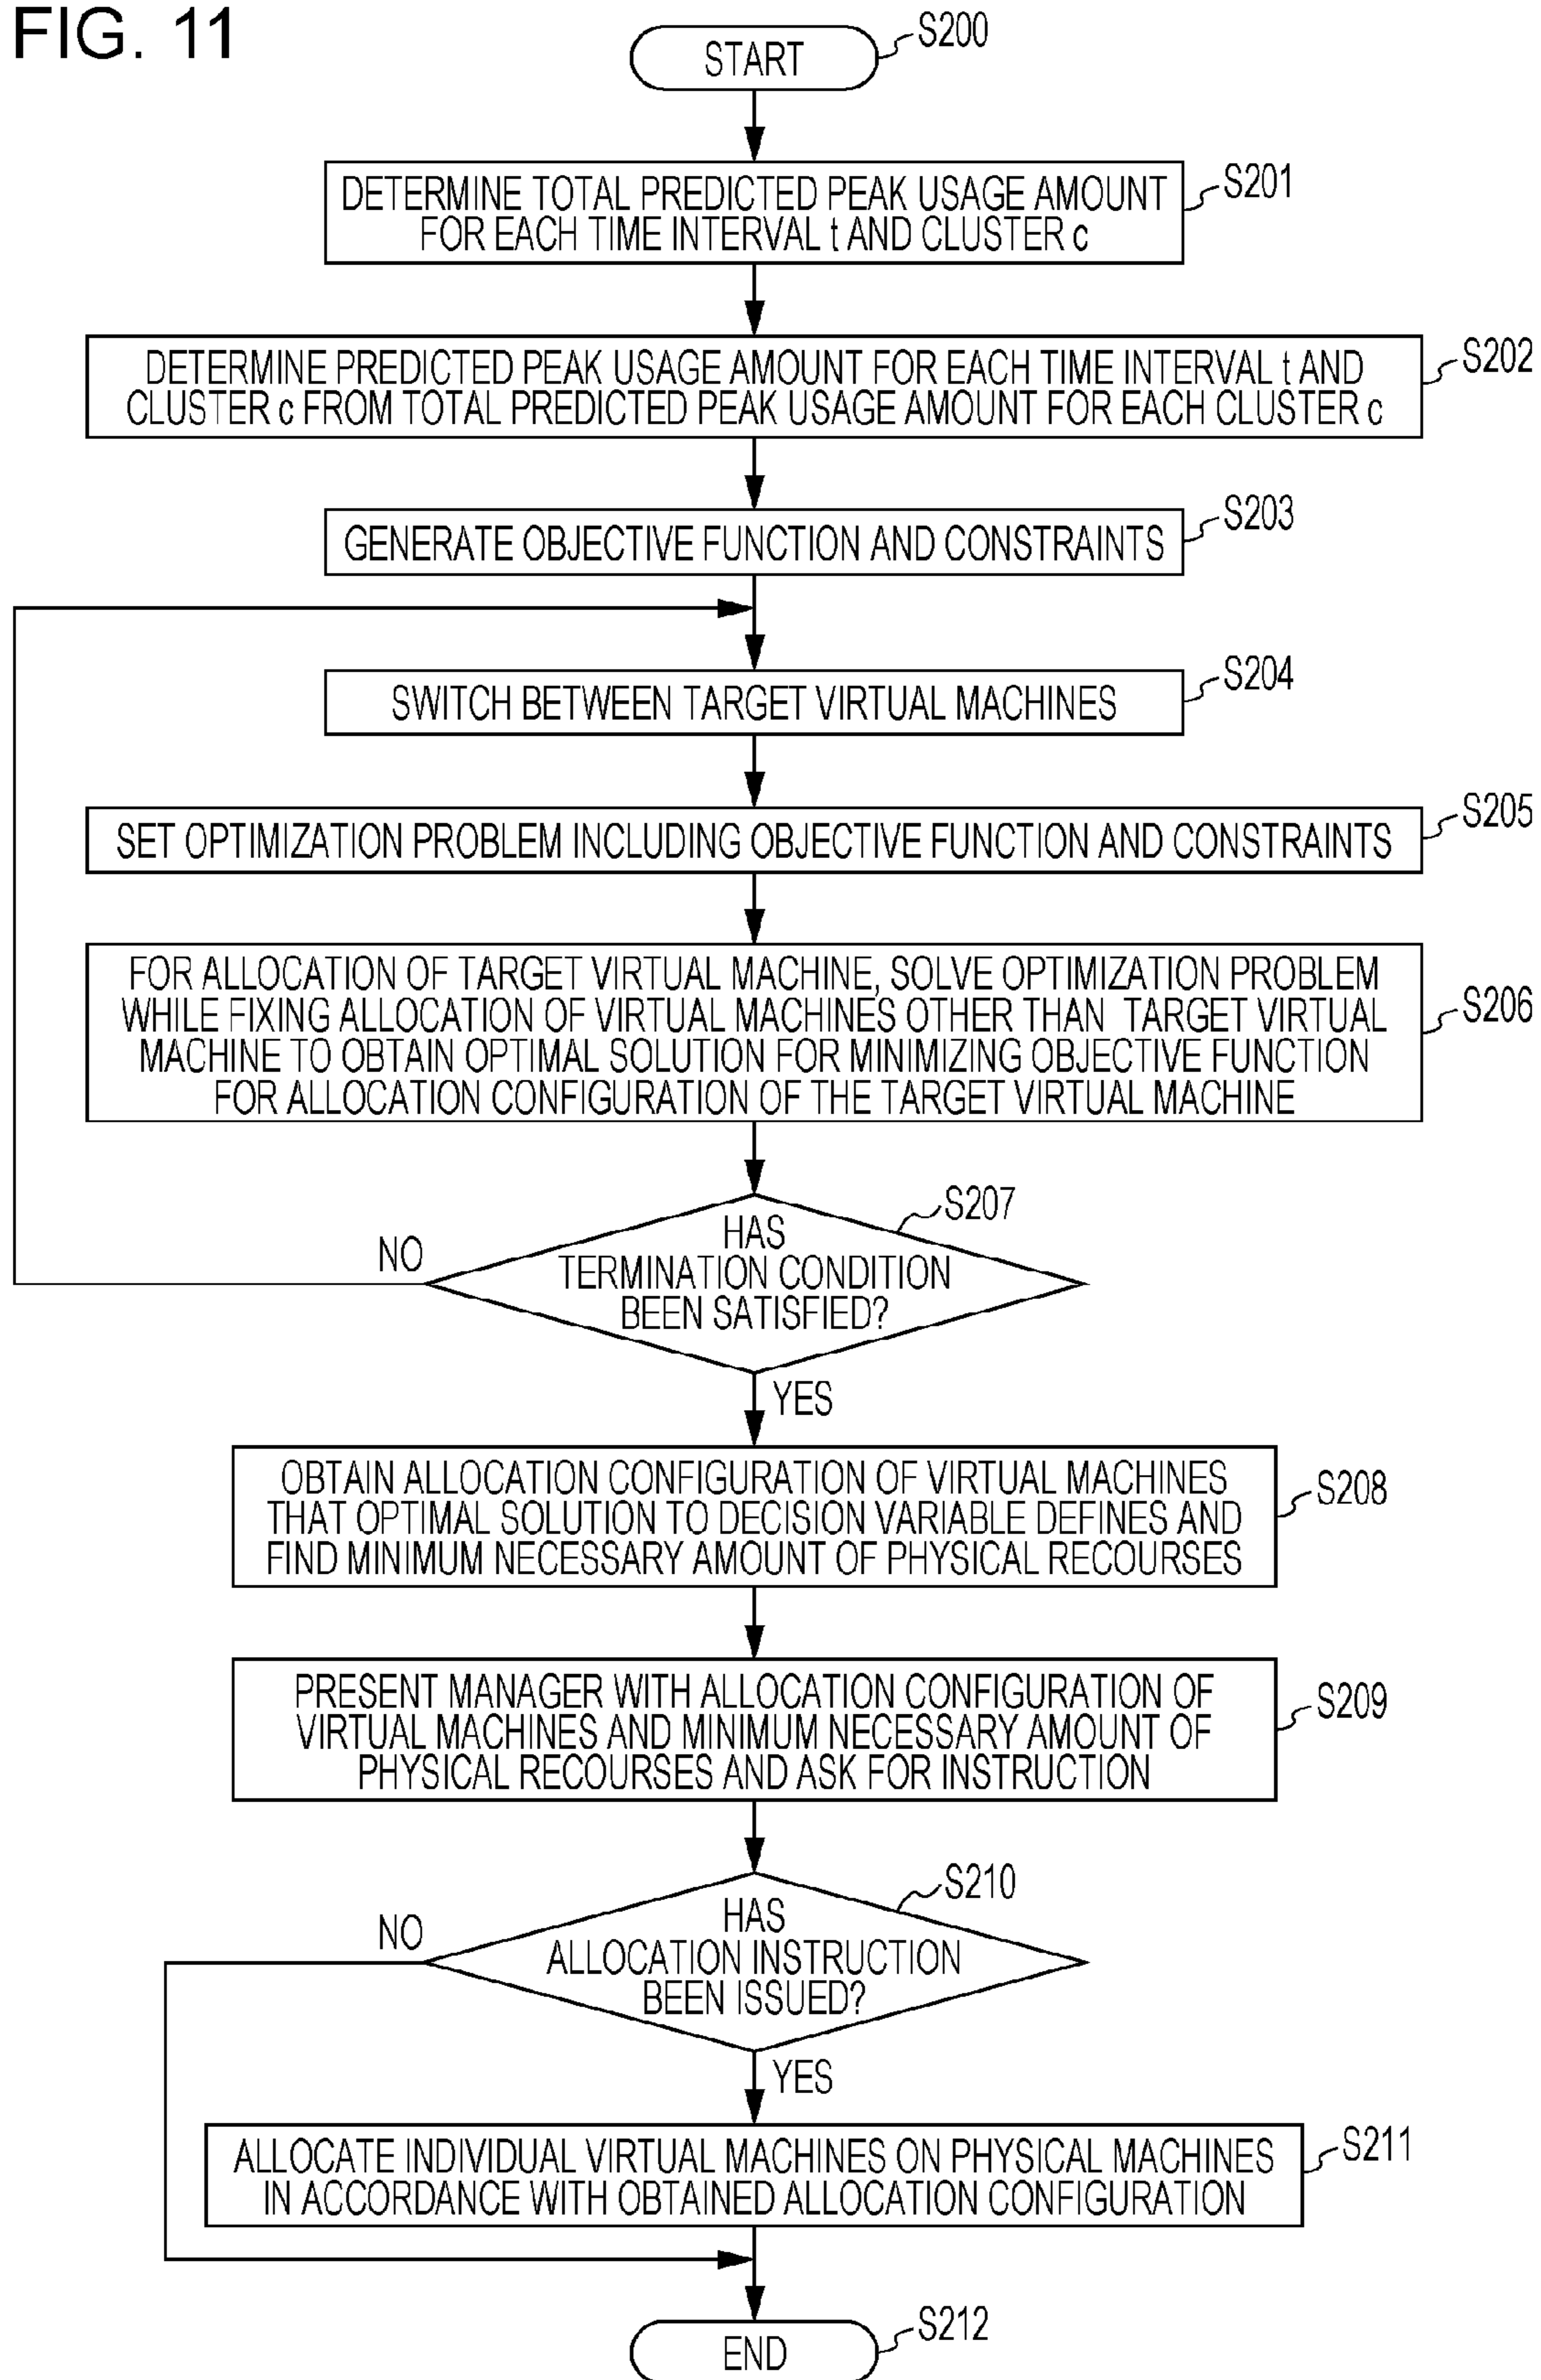 FIG. 11
START
S200
DETERMINE TOTAL PREDICTED PEAK USAGE AMOUNT
FOR EACH TIME INTERVAL t AND CLUSTER c
S201
DETERMINE PREDICTED PEAK USAGE AMOUNT FOR EACH TIME INTERVAL t AND
CLUSTER c FROM TOTAL PREDICTED PEAK USAGE AMOUNT FOR EACH CLUSTER c
S202
GENERATE OBJECTIVE FUNCTION AND CONSTRAINTS
S203
SWITCH BETWEEN TARGET VIRTUAL MACHINES
S204
SET OPTIMIZATION PROBLEM INCLUDING OBJECTIVE FUNCTION AND CONSTRAINTS
S205
FOR ALLOCATION OF TARGET VIRTUAL MACHINE, SOLVE OPTIMIZATION PROBLEM
WHILE FIXING ALLOCATION OF VIRTUAL MACHINES OTHER THAN TARGET VIRTUAL
MACHINE TO OBTAIN OPTIMAL SOLUTION FOR MINIMIZING OBJECTIVE FUNCTION
FOR ALLOCATION CONFIGURATION OF THE TARGET VIRTUAL MACHINE
S206
HAS
TERMINATION CONDITION
BEEN SATISFIED?
S207
NO
YES
OBTAIN ALLOCATION CONFIGURATION OF VIRTUAL MACHINES
THAT OPTIMAL SOLUTION TO DECISION VARIABLE DEFINES AND
FIND MINIMUM NECESSARY AMOUNT OF PHYSICAL RECOURSES
S208
PRESENT MANAGER WITH ALLOCATION CONFIGURATION OF
VIRTUAL MACHINES AND MINIMUM NECESSARY AMOUNT OF
PHYSICAL RECOURSES AND ASK FOR INSTRUCTION
S209
HAS
ALLOCATION INSTRUCTION
BEEN ISSUED?
S210
NO
YES
ALLOCATE INDIVIDUAL VIRTUAL MACHINES ON PHYSICAL MACHINES
IN ACCORDANCE WITH OBTAINED ALLOCATION CONFIGURATION
S211
END
S212